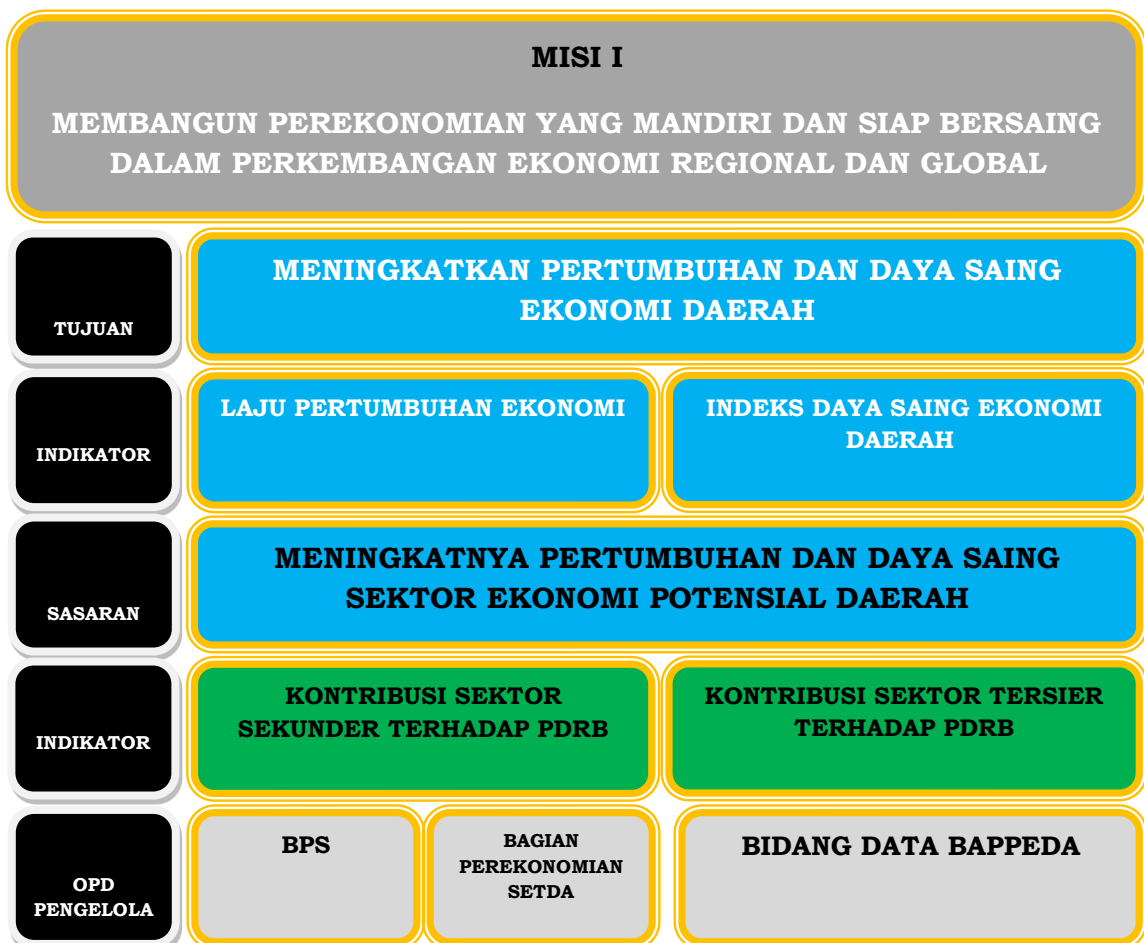 MISI I
MEMBANGUN PEREKONOMIAN YANG MANDIRI DAN SIAP BERSAING
DALAM PERKEMBANGAN EKONOMI REGIONAL DAN GLOBAL
TUJUAN
MENINGKATKAN PERTUMBUHAN DAN DAYA SAING
EKONOMI DAERAH
INDIKATOR
LAJU PERTUMBUHAN EKONOMI
INDEKS DAYA SAING EKONOMI
DAERAH
SASARAN
MENINGKATNYA PERTUMBUHAN DAN DAYA SAING
SEKTOR EKONOMI POTENSIAL DAERAH
INDIKATOR
KONTRIBUSI SEKTOR
SEKUNDER TERHADAP PDRB
KONTRIBUSI SEKTOR TERSIER
TERHADAP PDRB
OPD
PENGELOLA
BPS
BAGIAN
PEREKONOMIAN
SETDA
BIDANG DATA BAPPEDA